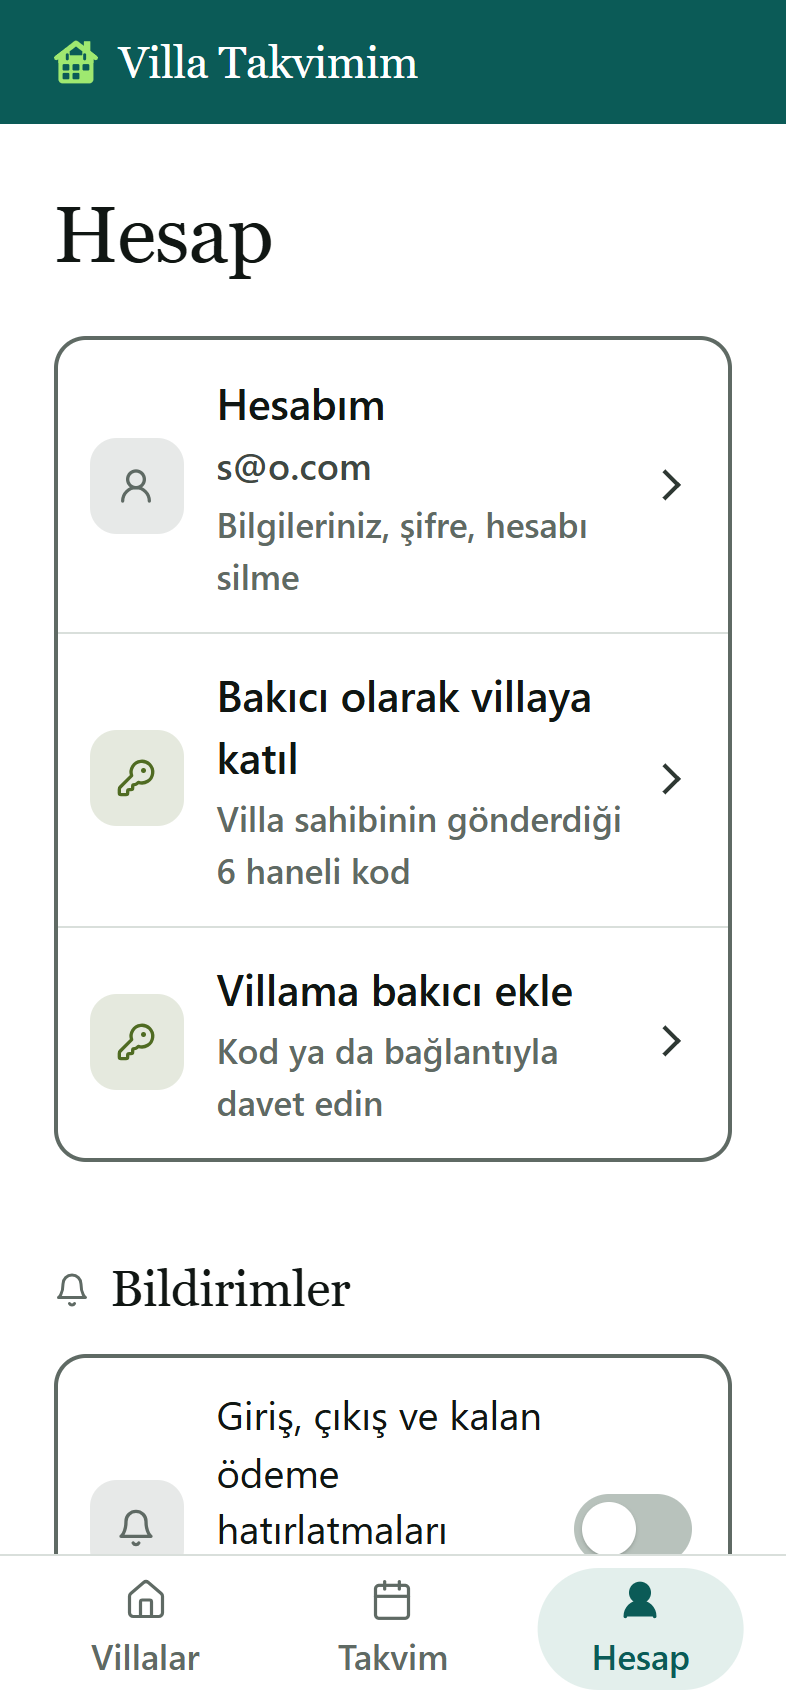 Villa Takvimim
Hesap
Hesabım
s@o.com
Bilgileriniz, şifre, hesabı
silme
Bakıcı olarak villaya
katıl
Villa sahibinin gönderdiği
6 haneli kod
Villama bakıcı ekle
Kod ya da bağlantıyla
davet edin
Bildirimler
Giriş, çıkış ve kalan
ödeme
hatırlatmaları
Villalar
Takvim
Hesap